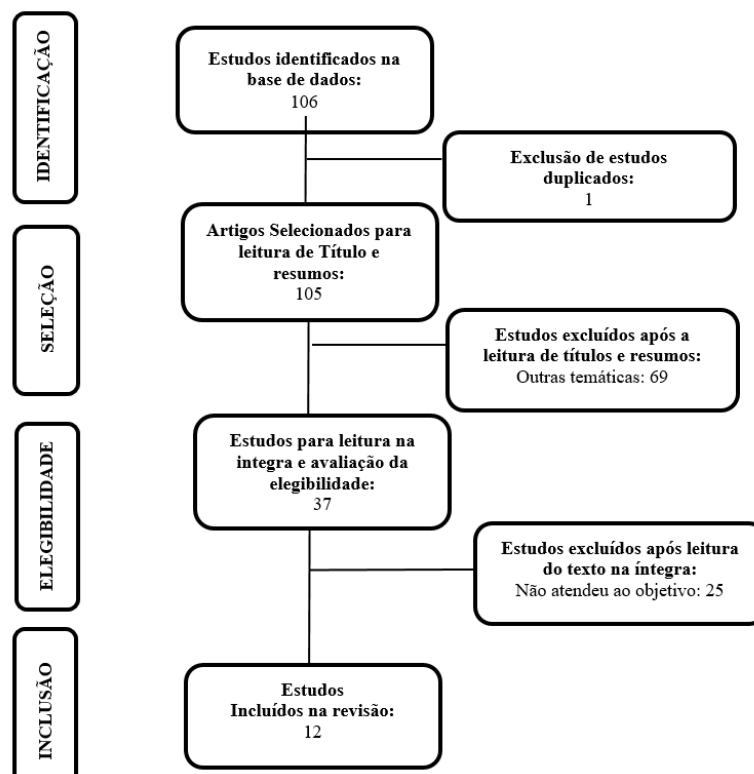 IDENTIFICAÇÃO
Estudos identificados na
base de dados:
106
Exclusão de estudos
duplicados:
1
SELEÇÃO
Artigos Selecionados para
leitura de Título e
resumos:
105
Estudos excluídos após a
leitura de títulos e resumos:
Outras temáticas: 69
ELEGIBILIDADE
Estudos para leitura na
integra e avaliação da
elegibilidade:
37
Estudos excluídos após leitura
do texto na íntegra:
Não atendeu ao objetivo: 25
INCLUSÃO
Estudos
Incluídos na revisão:
12